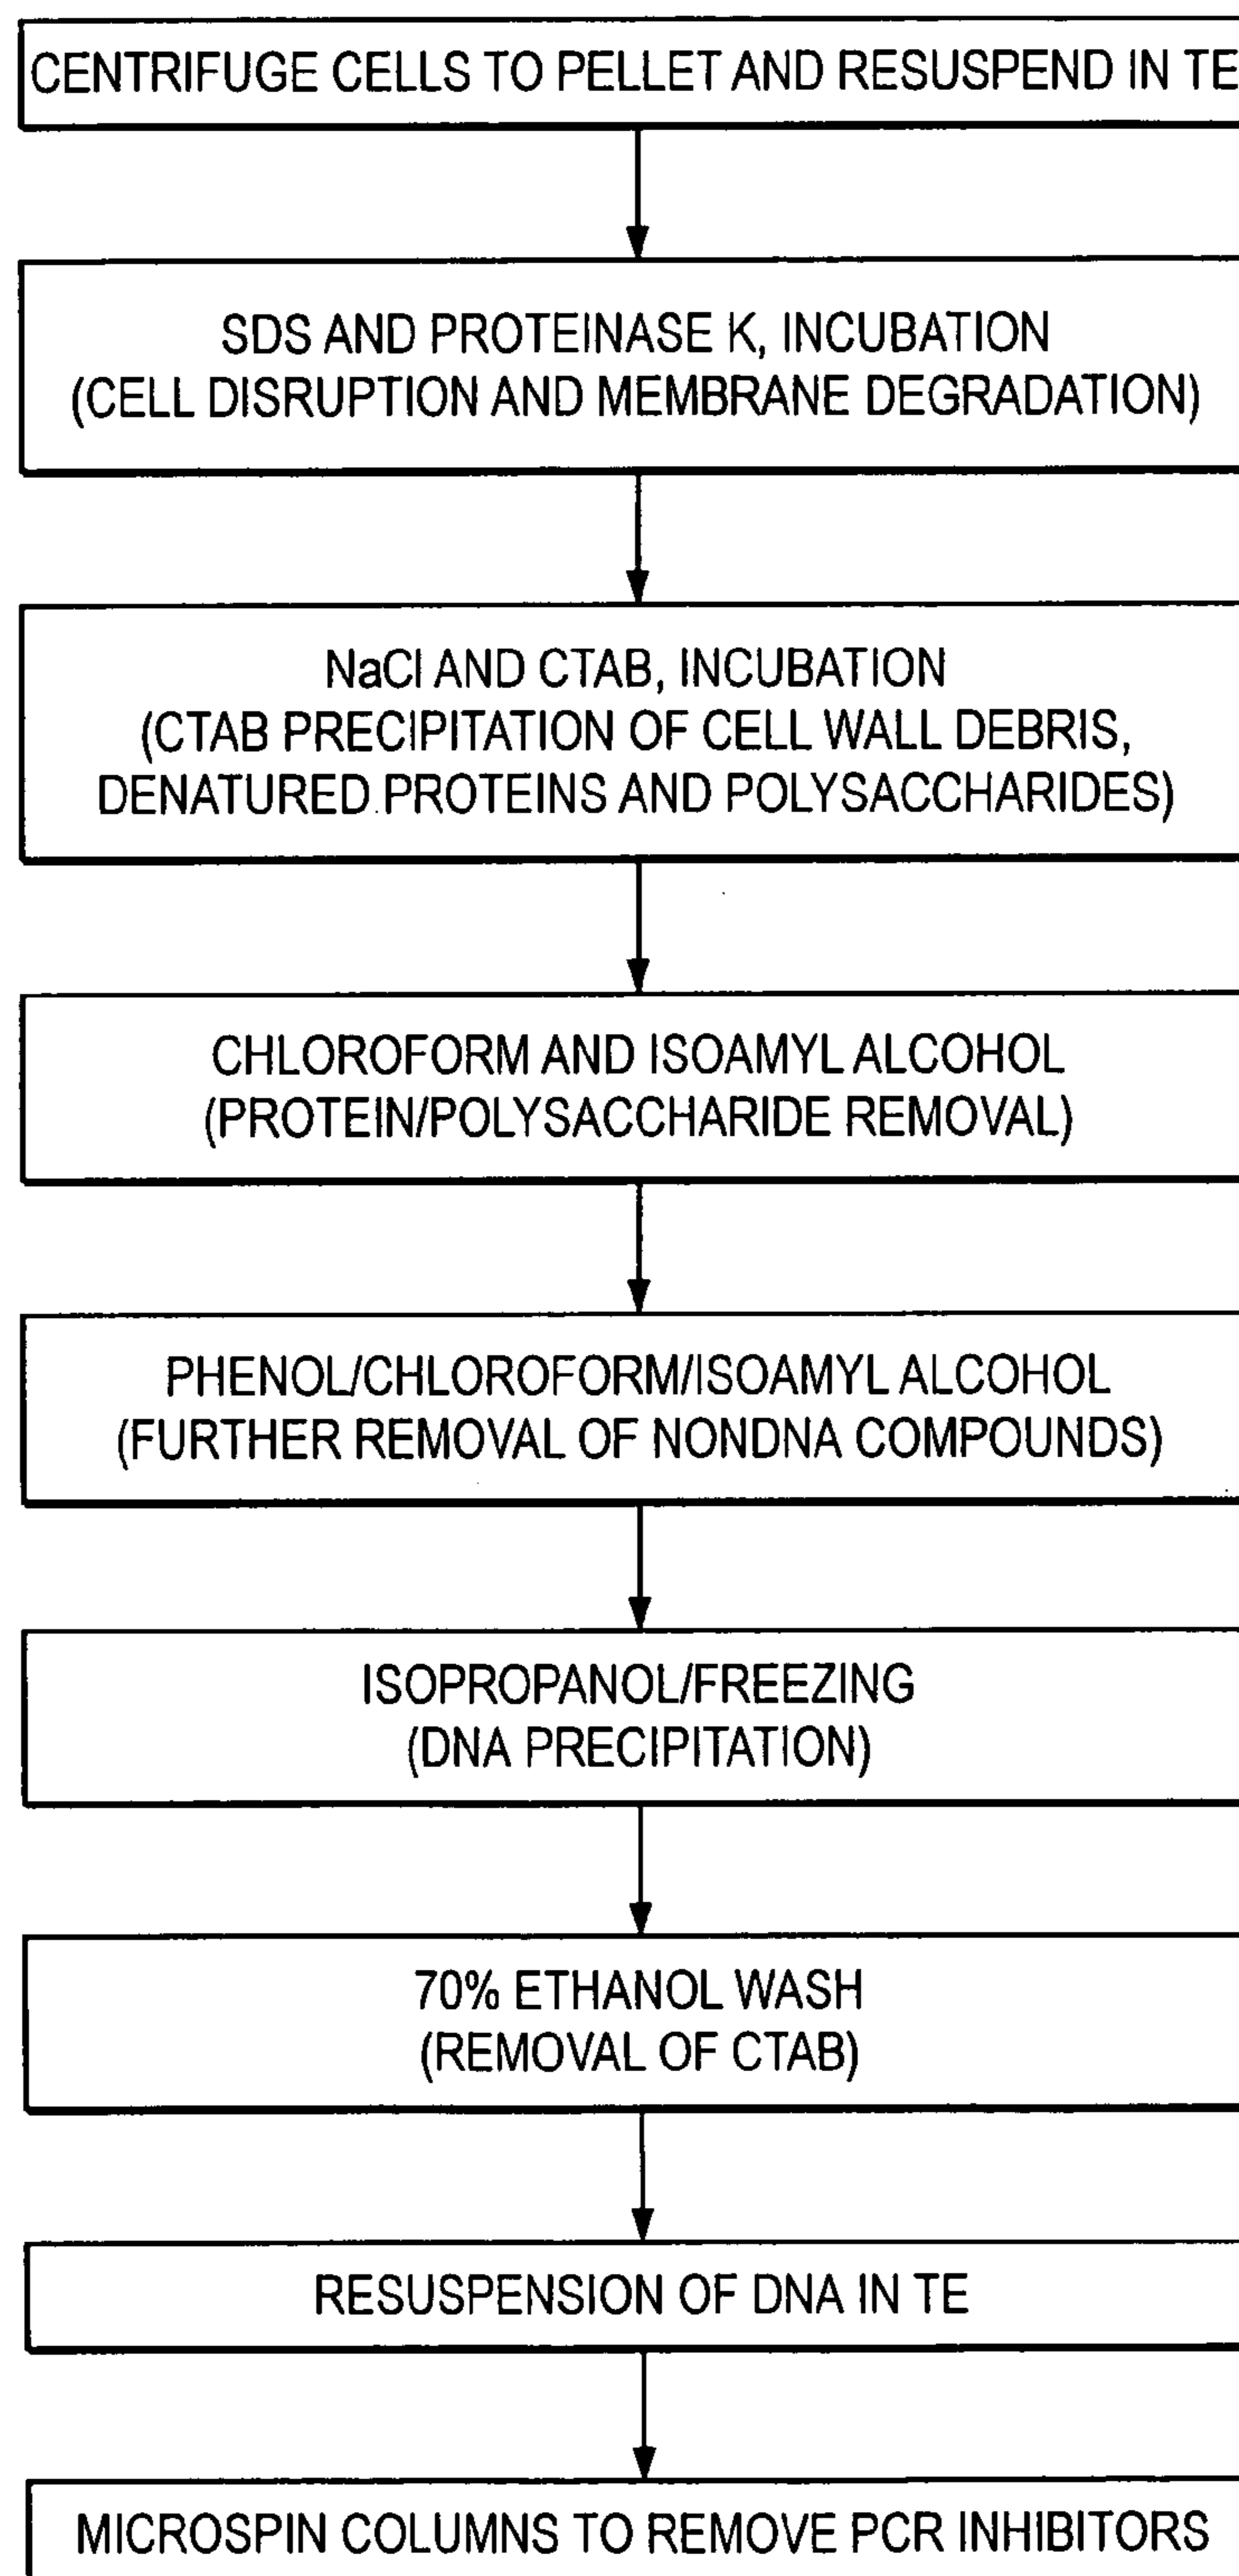 CENTRIFUGE CELLS TO PELLET AND RESUSPEND IN TE
SDS AND PROTEINASE K, INCUBATION
(CELL DISRUPTION AND MEMBRANE DEGRADATION)
NaCl AND CTAB, INCUBATION
(CTAB PRECIPITATION OF CELL WALL DEBRIS,
DENATURED PROTEINS AND POLYSACCHARIDES)
CHLOROFORM AND ISOAMYL ALCOHOL
(PROTEIN/POLYSACCHARIDE REMOVAL)
PHENOL/CHLOROFORM/ISOAMYL ALCOHOL
(FURTHER REMOVAL OF NONDNA COMPOUNDS)
ISOPROPANOL/FREEZING
(DNA PRECIPITATION)
70% ETHANOL WASH
(REMOVAL OF CTAB)
RESUSPENSION OF DNA IN TE
MICROSPIN COLUMNS TO REMOVE PCR INHIBITORS